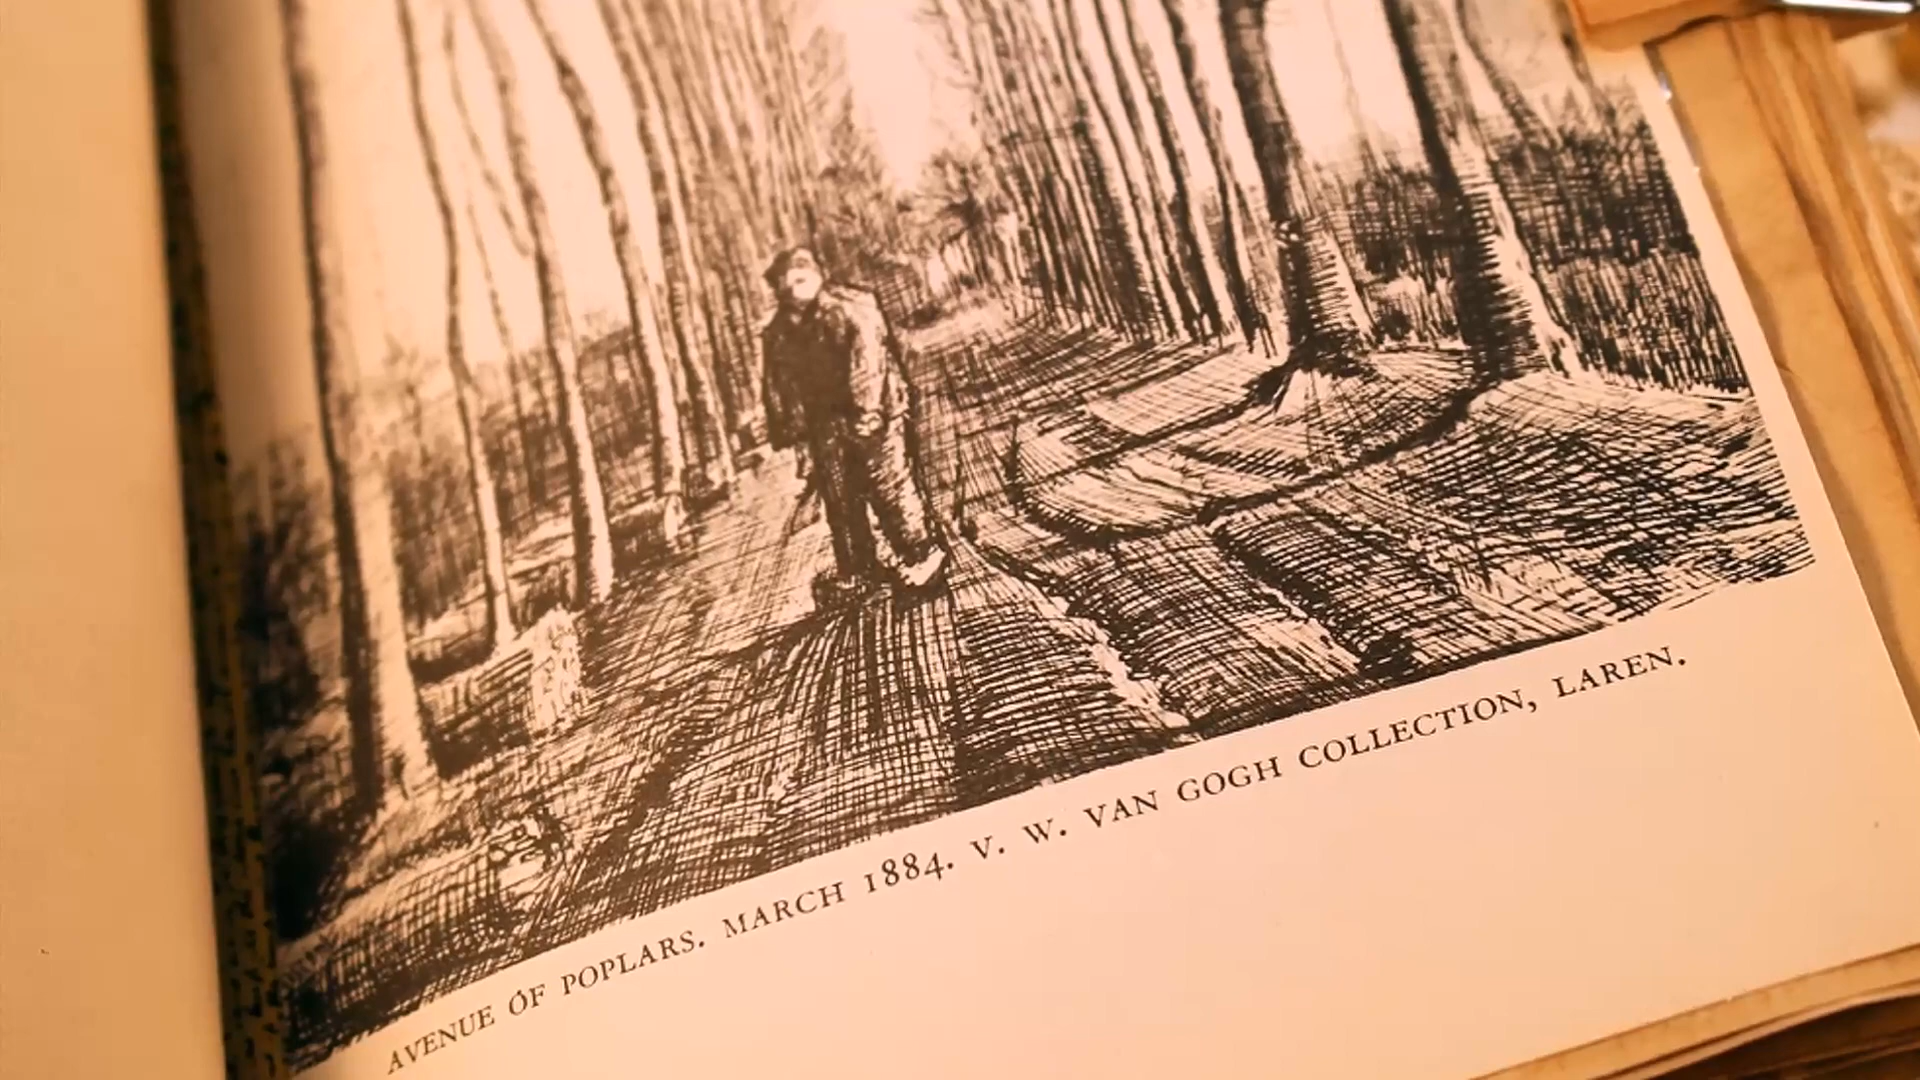 AVENUE OF POPLARS. MARCH 1884. V. W. VAN GOGH COLLECTION, LAREN.